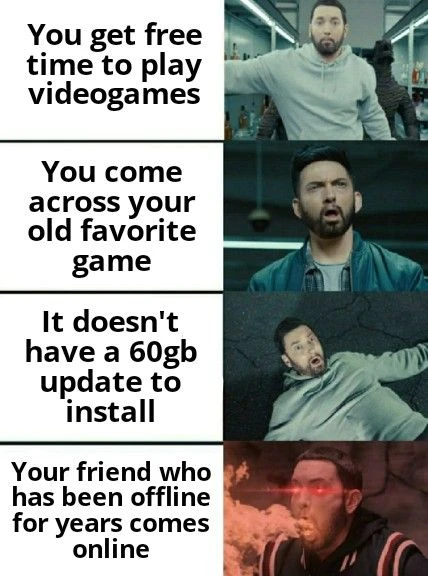 You get free
time to play
videogames
You come
across your
old favorite
game
It doesn't
have a 60gb
update to
install
Your friend who
has been offline
for years comes
online